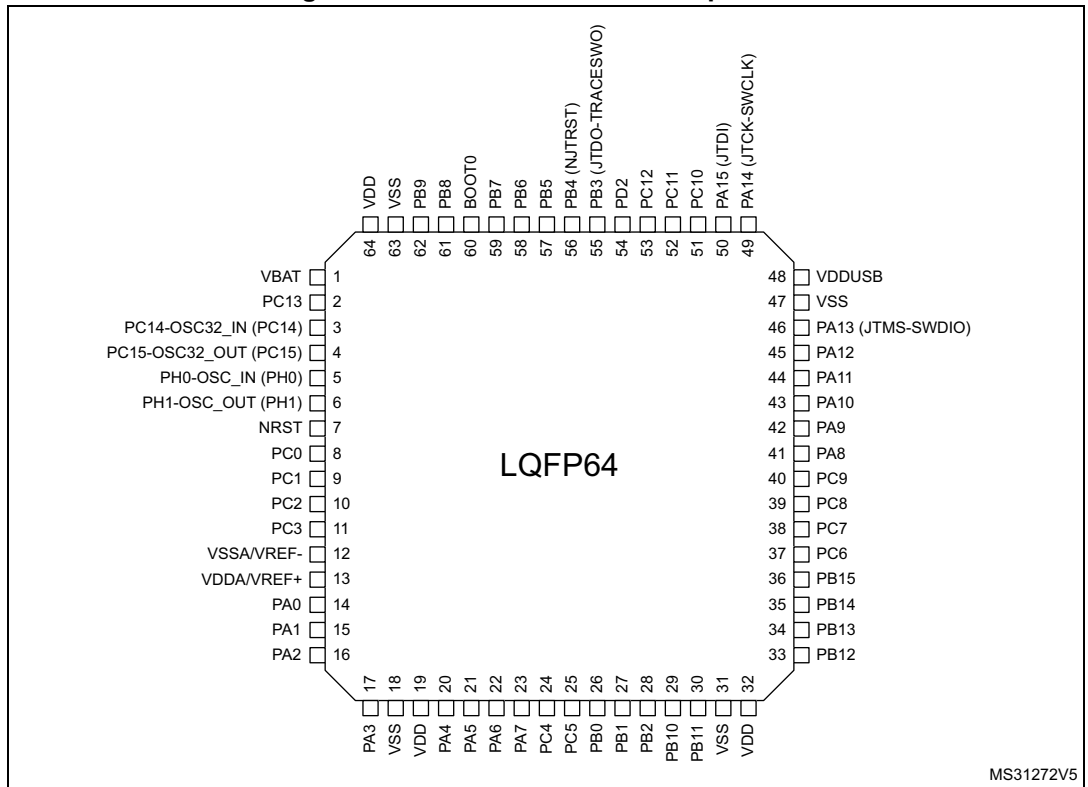 VDD
VSS
PB9
PB8
BOOT0
PB7
PB6
PB5
PB4 (NJTRST)
PB3 (JTDO-TRACESWO)
PD2
PC12
PC11
PC10
PA15 (JTDI)
PA14 (JTCK-SWCLK)
64
63
62
61
60
59
58
57
56
55
54
53
52
51
50
49
VBAT 1
PC13 2
PC14-OSC32_IN (PC14) 3
PC15-OSC32_OUT (PC15) 4
PH0-OSC_IN (PH0) 5
PH1-OSC_OUT (PH1) 6
NRST 7
PC0 8
PC1 9
PC2 10
PC3 11
VSSA/VREF- 12
VDDA/VREF+ 13
PA0 14
PA1 15
PA2 16
LQFP64
48 VDDUSB
47 VSS
46 PA13 (JTMS-SWDIO)
45 PA12
44 PA11
43 PA10
42 PA9
41 PA8
40 PC9
39 PC8
38 PC7
37 PC6
36 PB15
35 PB14
34 PB13
33 PB12
17
18
19
20
21
22
23
24
25
26
27
28
29
30
31
32
PA3
VSS
VDD
PA4
PA5
PA6
PA7
PC4
PC5
PB0
PB1
PB2
PB10
PB11
VSS
VDD
MS31272V5